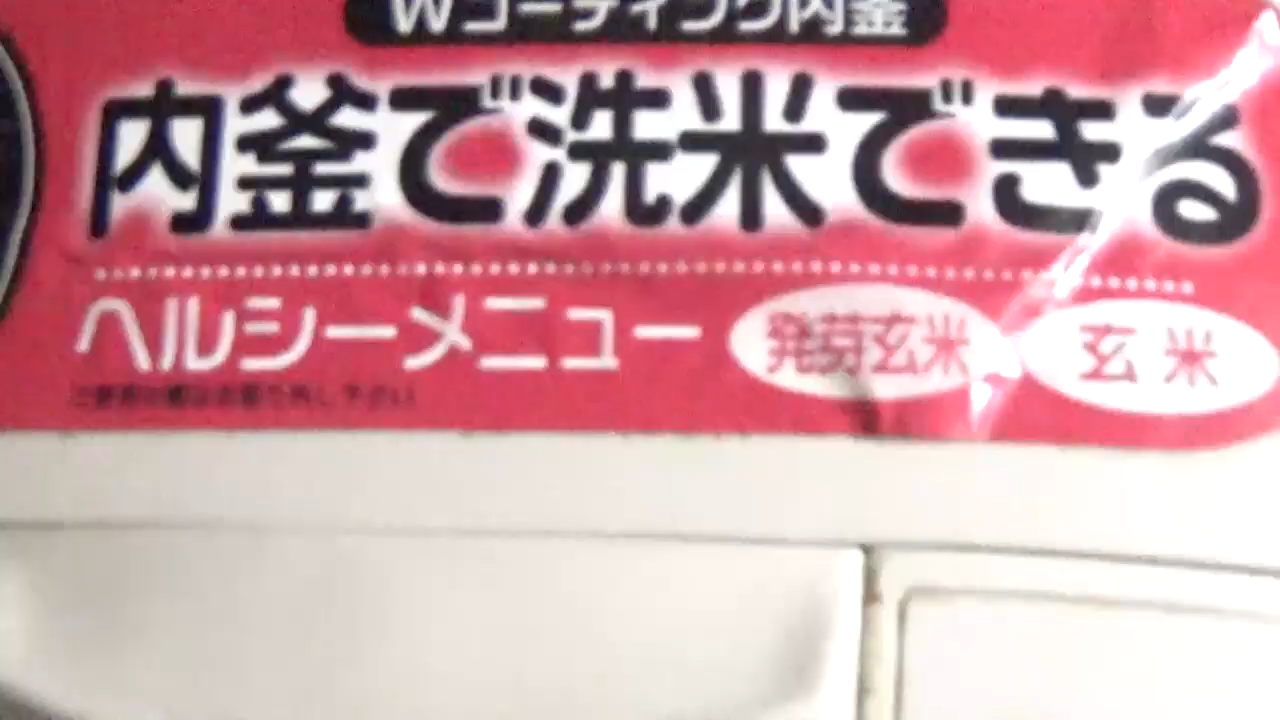 Wコーティング内釜
内釜で洗米できる
ヘルシーメニュー 発芽玄米 玄米